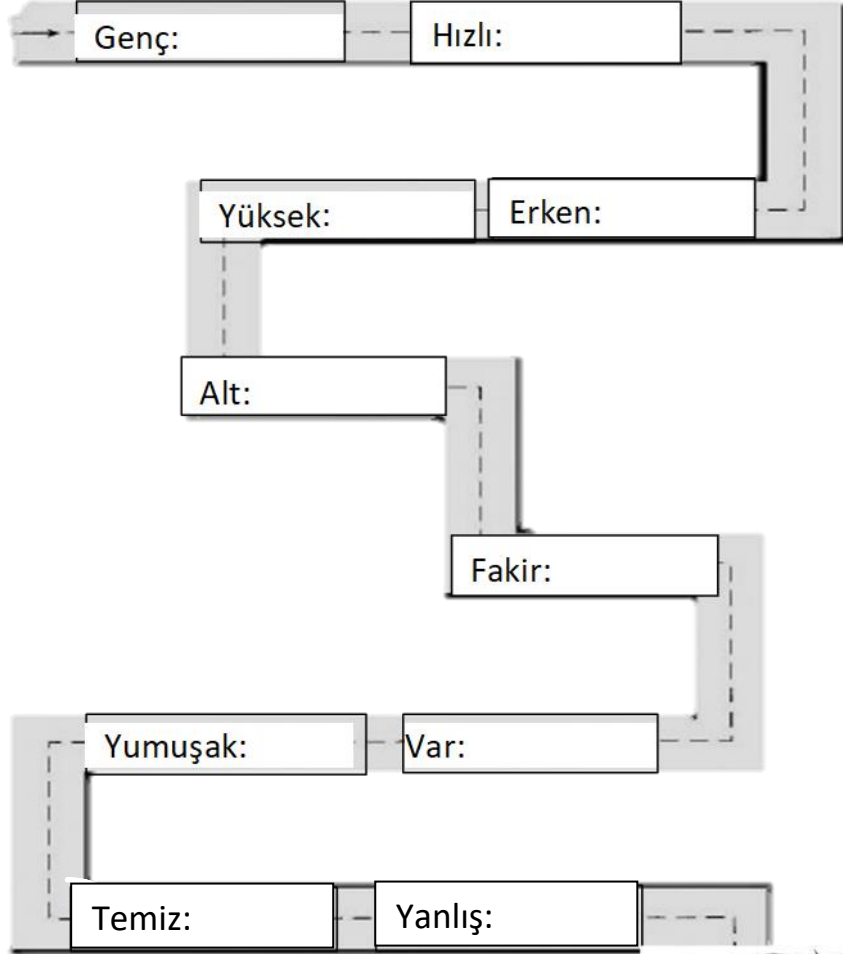 Genç:
Hızlı:
Yüksek:
Erken:
Alt:
Fakir:
Yumuşak:
Var:
Temiz:
Yanlış: